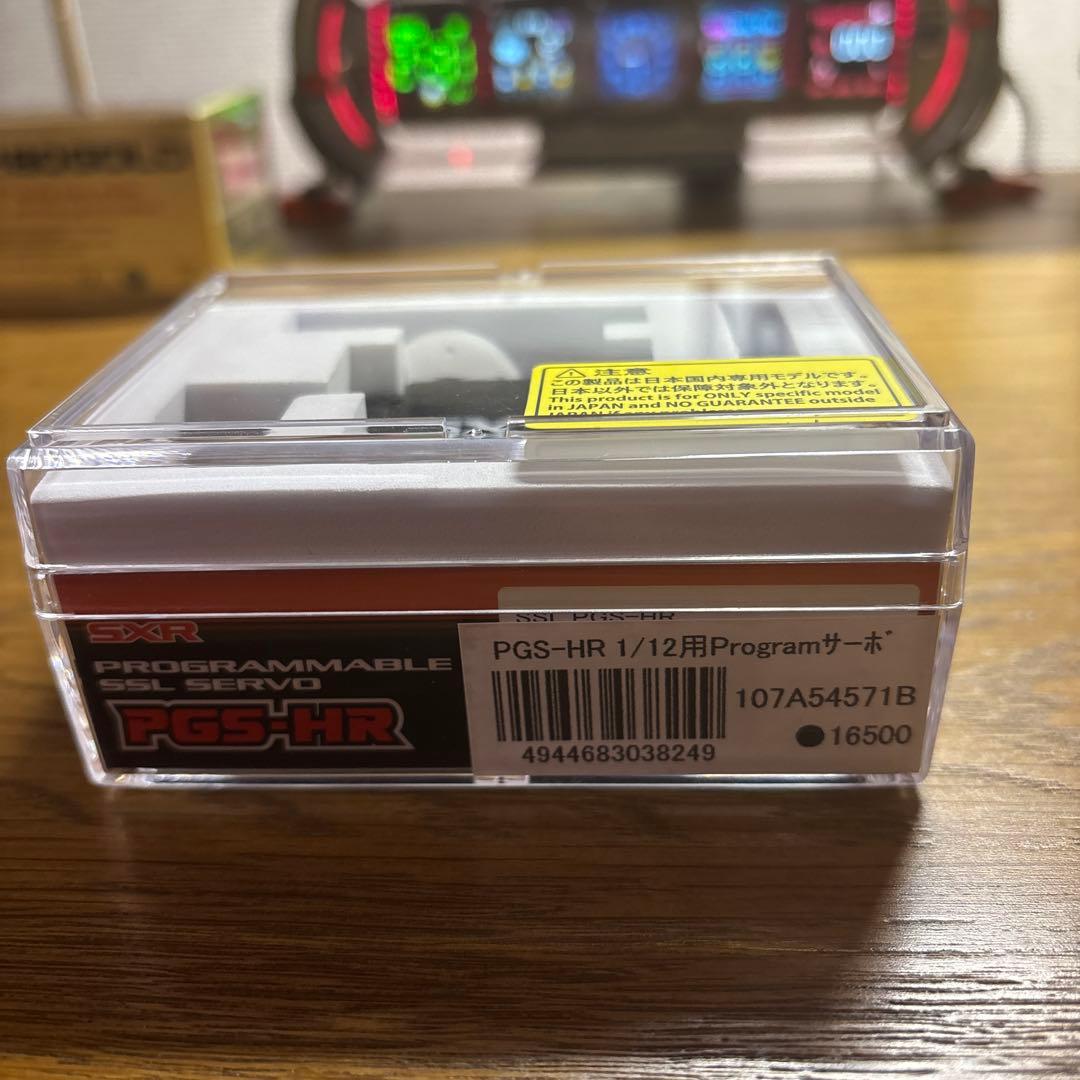 注意
この製品は日本国内専用モデルです。
日本以外では保障対象外となります。
This product is for ONLY specific model
in JAPAN and NO GUARANTEE outside
SSL PGS-HR
SXR
PROGRAMMABLE
SSL SERVO
PGS-HR
PGS-HR 1/12用Programサーボ
107A54571B
●16500
4944683038249